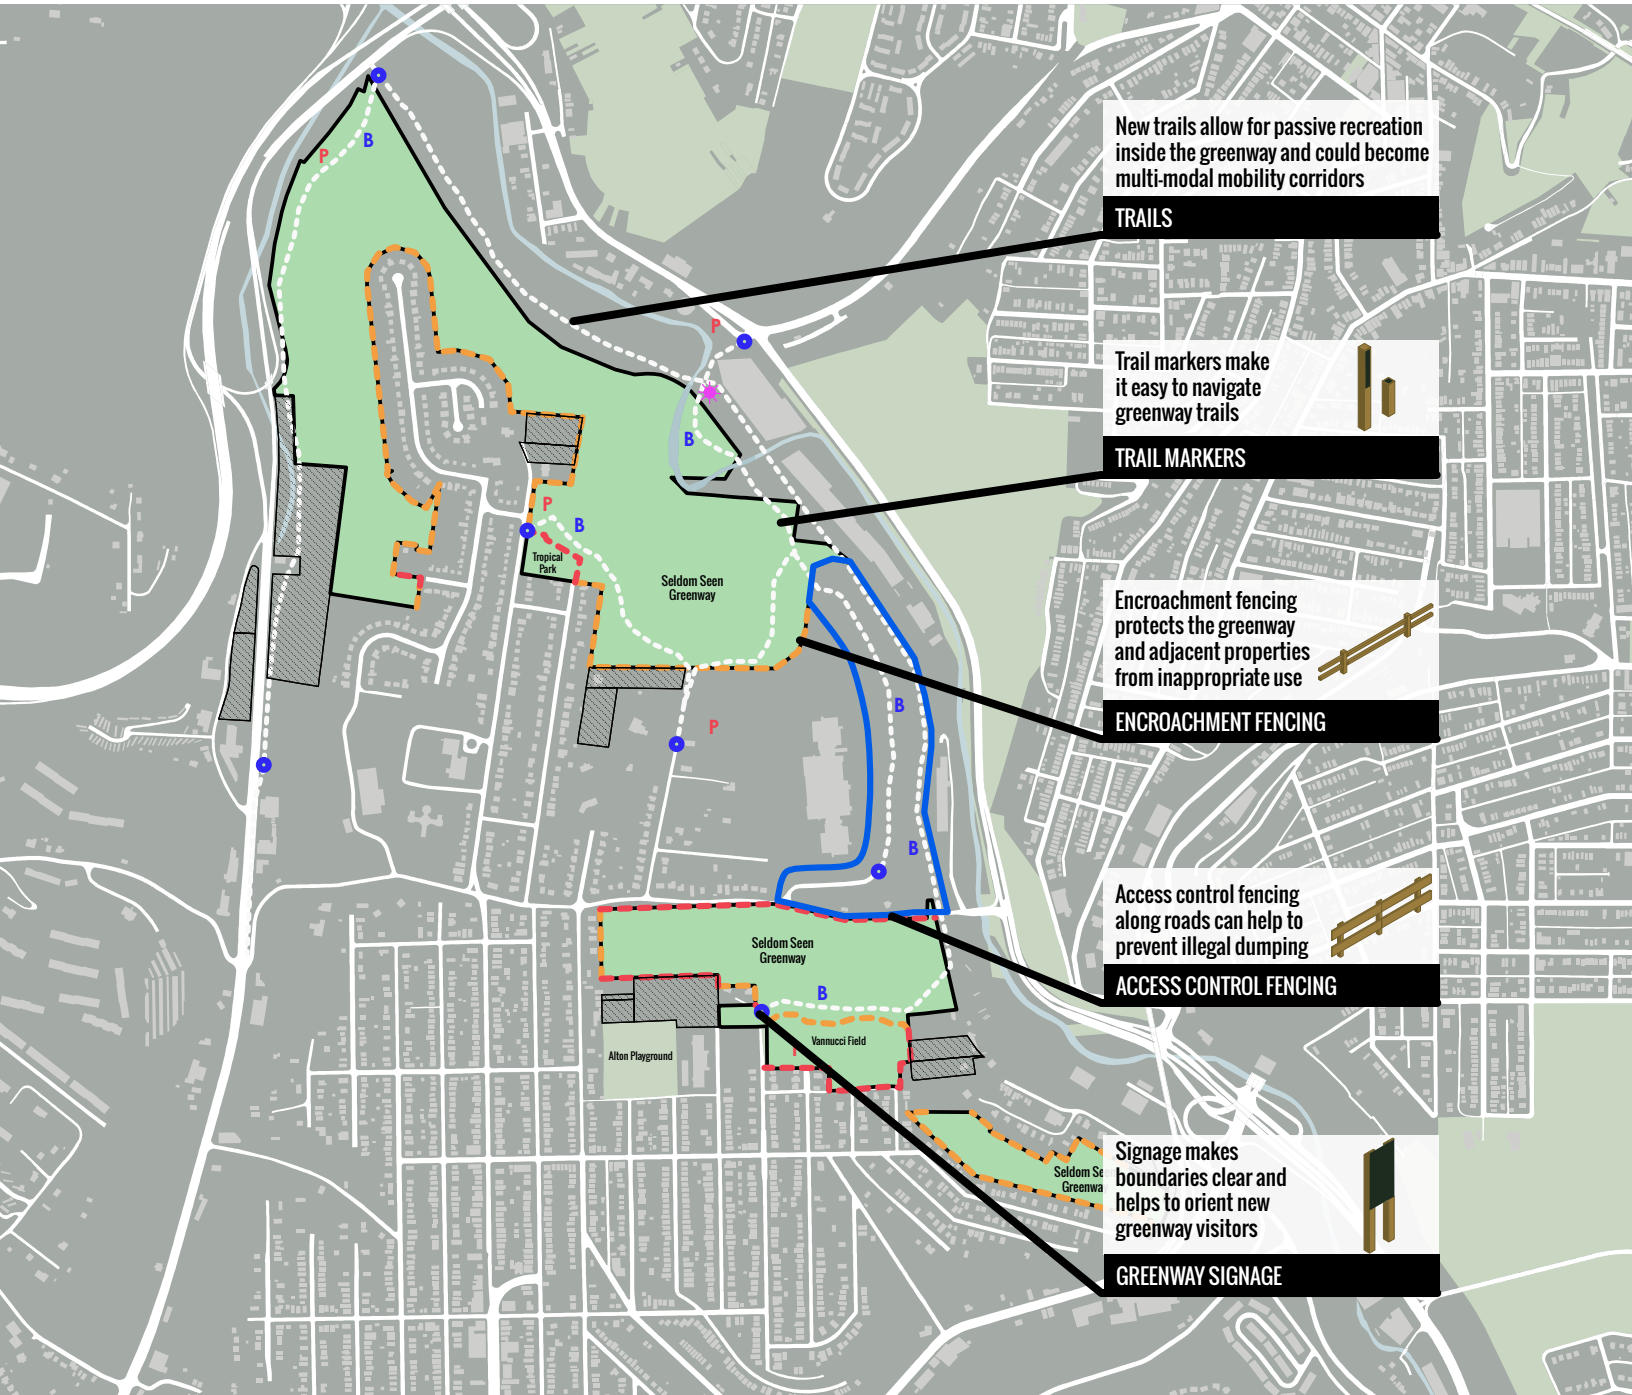 New trails allow for passive recreation
inside the greenway and could become
multi-modal mobility corridors
TRAILS
Trail markers make
it easy to navigate
greenway trails
TRAIL MARKERS
Encroachment fencing
protects the greenway
and adjacent properties
from inappropriate use
ENCROACHMENT FENCING
Access control fencing
along roads can help to
prevent illegal dumping
ACCESS CONTROL FENCING
Signage makes
boundaries clear and
helps to orient new
greenway visitors
GREENWAY SIGNAGE
B
P
P
B
P
B
Tropical
Park
Seldom Seen
Greenway
B
P
B
Seldom Seen
Greenway
B
Vannucci Field
Alton Playground
Seldom See
Greenwa